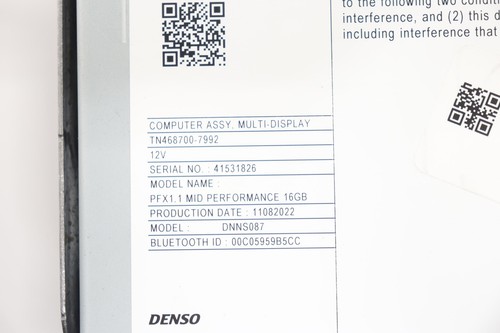 to the following two condit
interference, and (2) this d
including interference that
COMPUTER ASSY, MULTI-DISPLAY
TN468700-7992
12V
SERIAL NO. : 41531826
MODEL NAME :
PFX1.1 MID PERFORMANCE 16GB
PRODUCTION DATE : 11082022
MODEL : DNNS087
BLUETOOTH ID : 00C05959B5CC
DENSO